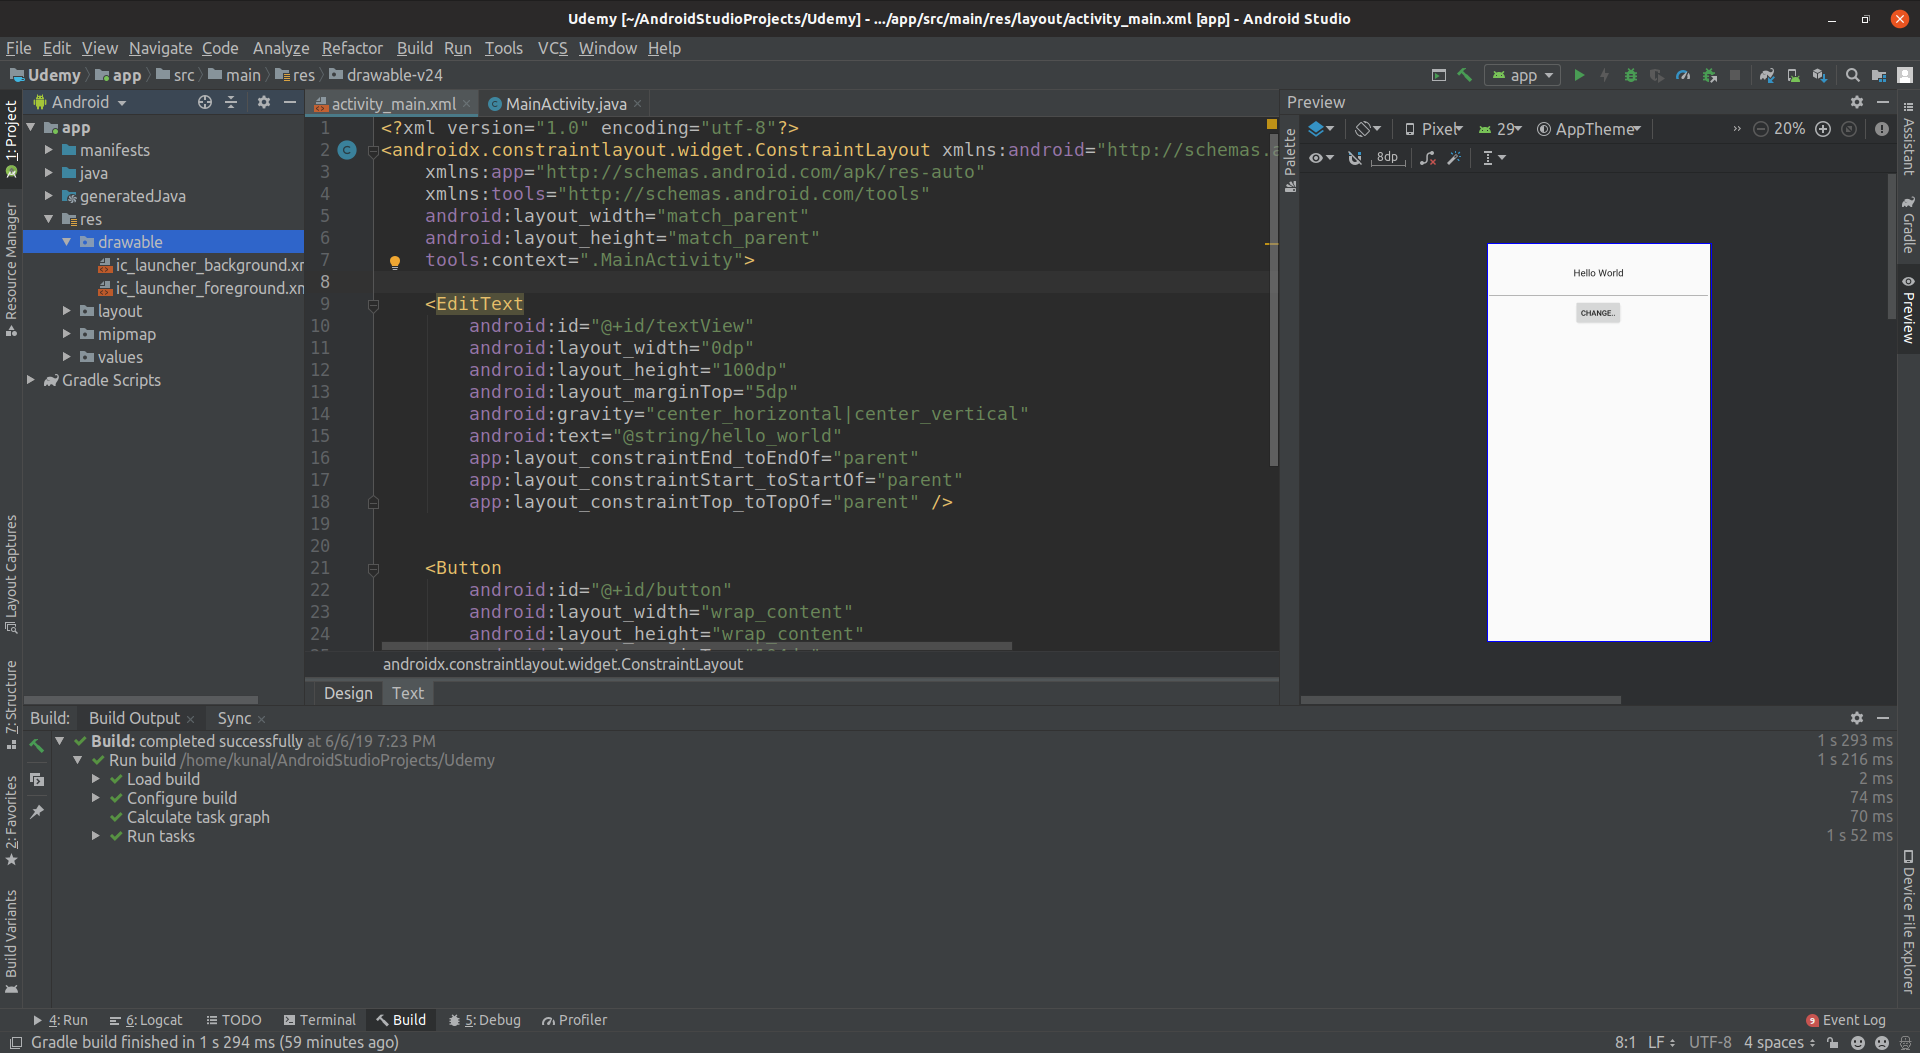 Udemy [~/AndroidStudioProjects/Udemy] - .../app/src/main/res/layout/activity_main.xml [app] - Android Studio
File Edit View Navigate Code Analyze Refactor Build Run Tools VCS Window Help
Udemy app src main res drawable-v24
app
Android
activity_main.xml
MainActivity.java
1: Project
Resource Manager
Layout Captures
7: Structure
2: Favorites
Build Variants
app
manifests
java
generatedJava
res
drawable
ic_launcher_background.xm
ic_launcher_foreground.xm
layout
mipmap
values
Gradle Scripts
1 <?xml version="1.0" encoding="utf-8"?>
2 <androidx.constraintlayout.widget.ConstraintLayout xmlns:android="http://schemas.a
3 xmlns:app="http://schemas.android.com/apk/res-auto"
4 xmlns:tools="http://schemas.android.com/tools"
5 android:layout_width="match_parent"
6 android:layout_height="match_parent"
7 tools:context=".MainActivity">
8
9 <EditText
10 android:id="@+id/textView"
11 android:layout_width="0dp"
12 android:layout_height="100dp"
13 android:layout_marginTop="5dp"
14 android:gravity="center_horizontal|center_vertical"
15 android:text="@string/hello_world"
16 app:layout_constraintEnd_toEndOf="parent"
17 app:layout_constraintStart_toStartOf="parent"
18 app:layout_constraintTop_toTopOf="parent" />
19
20
21 <Button
22 android:id="@+id/button"
23 android:layout_width="wrap_content"
24 android:layout_height="wrap_content"
androidx.constraintlayout.widget.ConstraintLayout
Design Text
Preview
Palette
Pixel 29 AppTheme » 20%
8dp
Hello World
CHANGE..
Assistant
Gradle
Preview
Device File Explorer
Build: Build Output Sync
Build: completed successfully at 6/6/19 7:23 PM 1 s 293 ms
Run build /home/kunal/AndroidStudioProjects/Udemy 1 s 216 ms
Load build 2 ms
Configure build 74 ms
Calculate task graph 70 ms
Run tasks 1 s 52 ms
4: Run 6: Logcat TODO Terminal Build 5: Debug Profiler 9 Event Log
Gradle build finished in 1 s 294 ms (59 minutes ago) 8:1 LF UTF-8 4 spaces